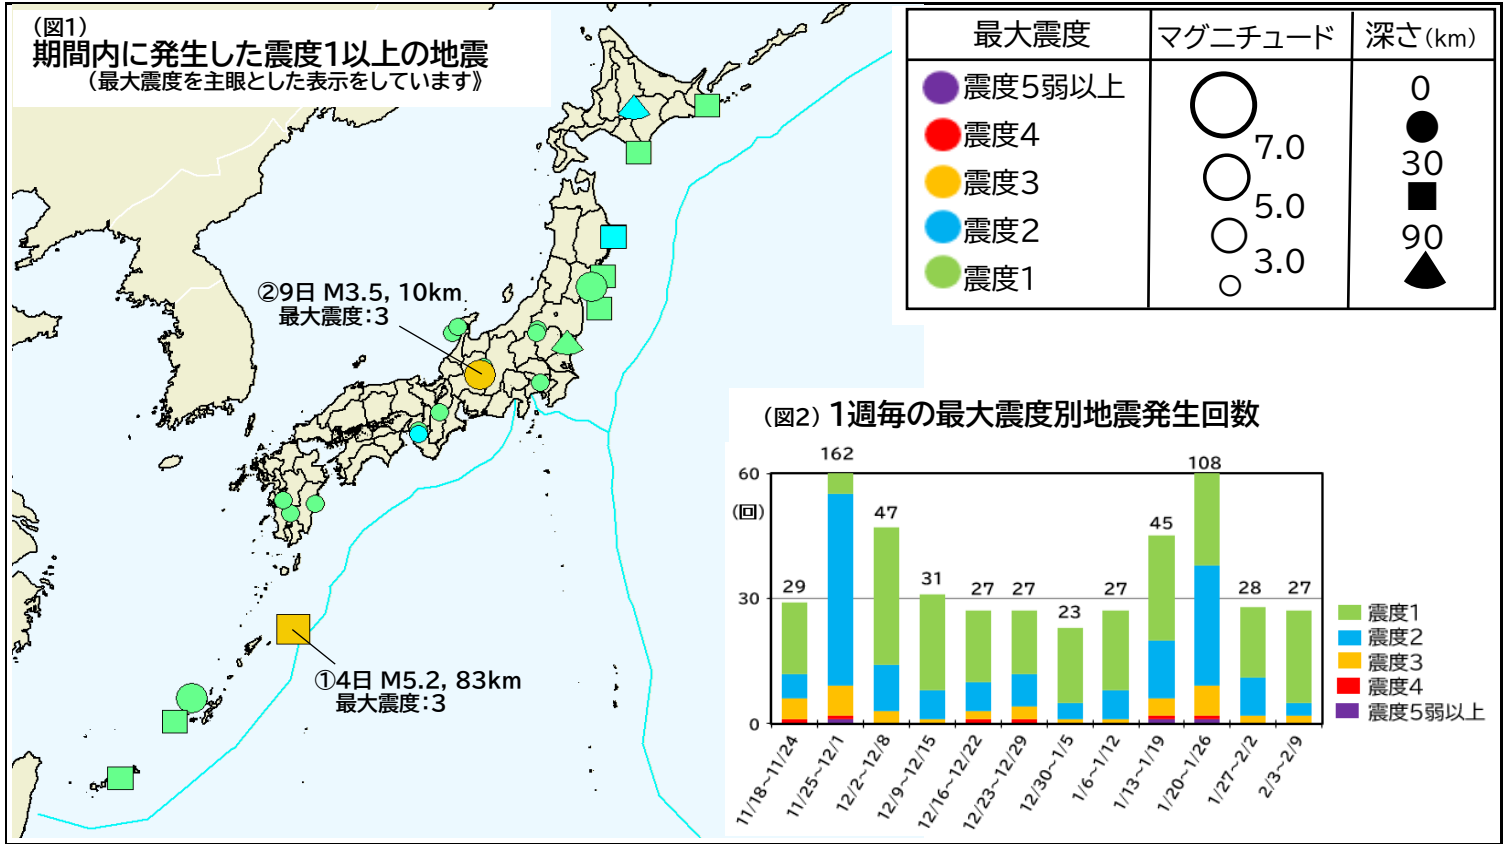 (図1)
期間内に発生した震度1以上の地震
(最大震度を主眼とした表示をしています》
②9日 M3.5, 10km
最大震度:3
①4日 M5.2, 83km
最大震度:3
最大震度 マグニチュード 深さ(km)
震度5弱以上
震度4
震度3
震度2
震度1
7.0
5.0
3.0
0
30
90
(図2) 1週毎の最大震度別地震発生回数
60
(回)
30
0
29
162
47
31
27
27
23
27
45
108
28
27
11/18~11/24
11/25~12/1
12/2~12/8
12/9~12/15
12/16~12/22
12/23~12/29
12/30~1/5
1/6~1/12
1/13~1/19
1/20~1/26
1/27~2/2
2/3~2/9
震度1
震度2
震度3
震度4
震度5弱以上